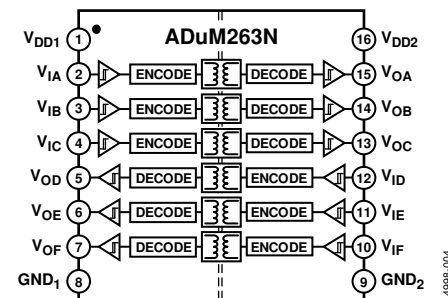 ADuM263N
VDD1 1 16 VDD2
VIA 2 ENCODE DECODE 15 VOA
VIB 3 ENCODE DECODE 14 VOB
VIC 4 ENCODE DECODE 13 VOC
VOD 5 DECODE ENCODE 12 VID
VOE 6 DECODE ENCODE 11 VIE
VOF 7 DECODE ENCODE 10 VIF
GND1 8 9 GND2